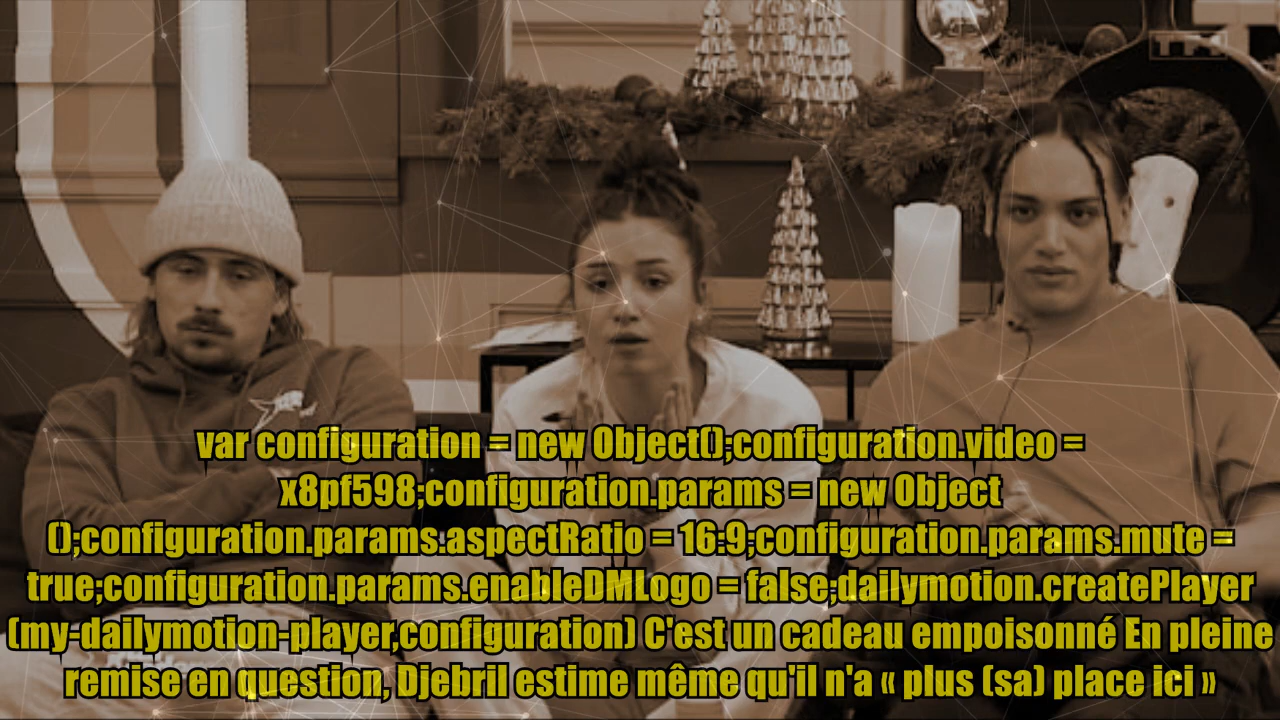 TF1
var configuration = new Object();configuration.video =
x8pf598;configuration.params = new Object
();configuration.params.aspectRatio = 16:9;configuration.params.mute =
true;configuration.params.enableDMLogo = false;dailymotion.createPlayer
(my-dailymotion-player,configuration) C'est un cadeau empoisonné En pleine
remise en question, Djebril estime même qu'il n'a « plus (sa) place ici »